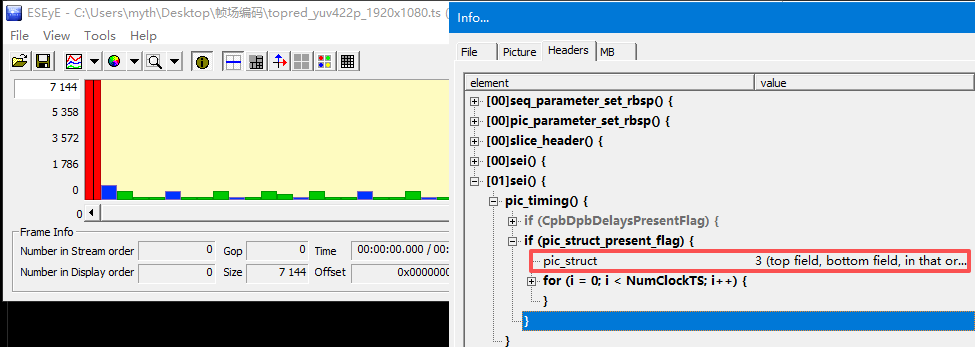 ESEyE - C:\Users\myth\Desktop\帧场编码\topred_yuv422p_1920x1080.ts (
File View Tools Help
7 144
5 358
3 572
1 786
0
0
Frame Info
Number in Stream order 0 Gop 0 Time 00:00:00.000 / 00:
Number in Display order 0 Size 7 144 Offset 0x0000000
Info...
File Picture Headers MB
element value
[00]seq_parameter_set_rbsp() {
[00]pic_parameter_set_rbsp() {
[00]slice_header() {
[00]sei() {
[01]sei() {
pic_timing() {
if (CpbDpbDelaysPresentFlag) {
if (pic_struct_present_flag) {
pic_struct 3 (top field, bottom field, in that or...
for (i = 0; i < NumClockTS; i++) {
}
}
}